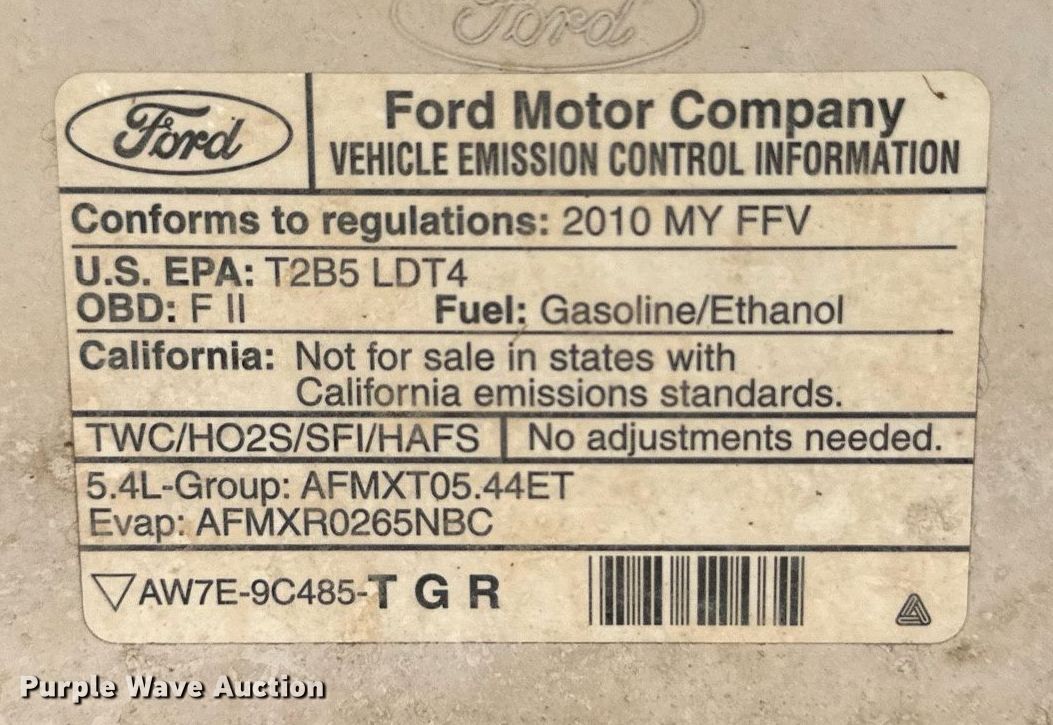 Ford
Ford
Ford Motor Company
VEHICLE EMISSION CONTROL INFORMATION
Conforms to regulations: 2010 MY FFV
U.S. EPA: T2B5 LDT4
OBD: F II Fuel: Gasoline/Ethanol
California: Not for sale in states with
California emissions standards.
TWC/HO2S/SFI/HAFS No adjustments needed.
5.4L-Group: AFMXT05.44ET
Evap: AFMXR0265NBC
AW7E-9C485-T G R
Purple Wave Auction